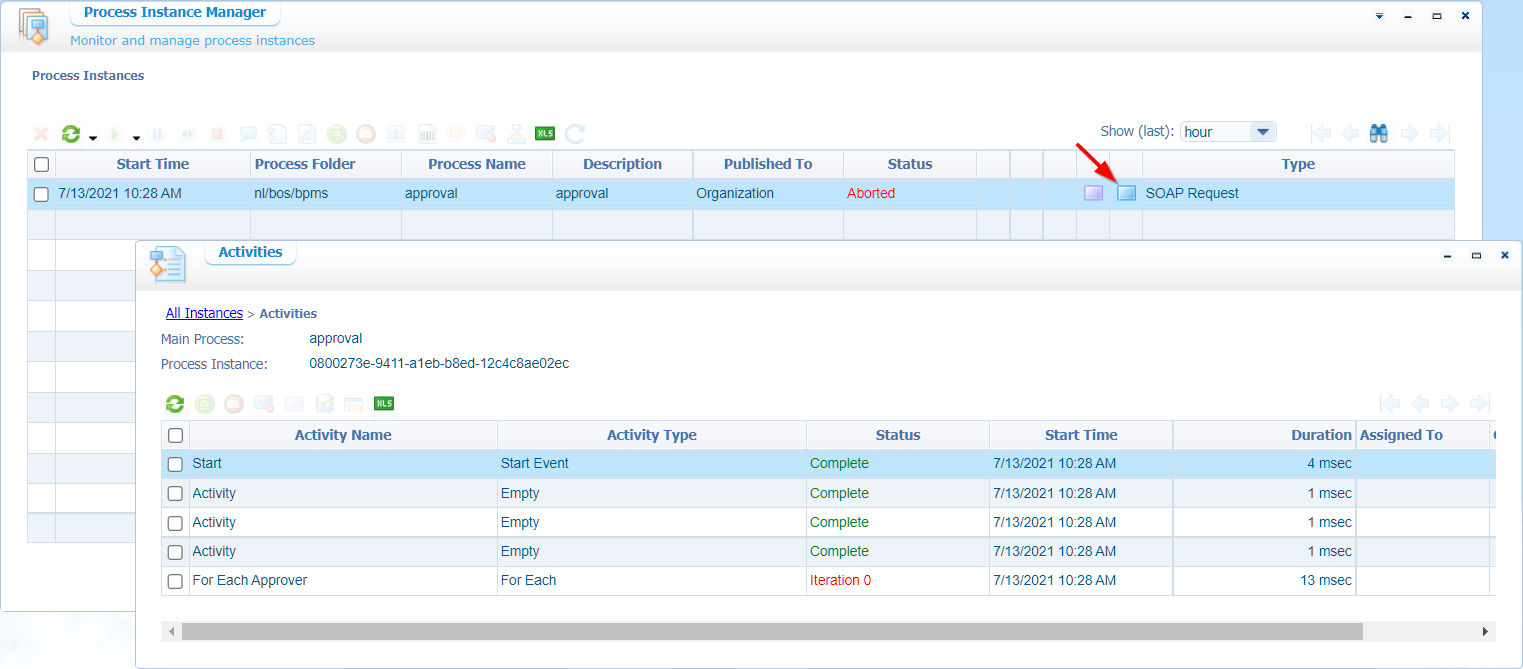 Process Instance Manager
Monitor and manage process instances
Process Instances
XLS
Show (last): hour
Start Time Process Folder Process Name Description Published To Status Type
7/13/2021 10:28 AM nl/bos/bpms approval approval Organization Aborted SOAP Request
Activities
All Instances > Activities
Main Process: approval
Process Instance: 0800273e-9411-a1eb-b8ed-12c4c8ae02ec
XLS
Activity Name Activity Type Status Start Time Duration Assigned To
Start Start Event Complete 7/13/2021 10:28 AM 4 msec
Activity Empty Complete 7/13/2021 10:28 AM 1 msec
Activity Empty Complete 7/13/2021 10:28 AM 1 msec
Activity Empty Complete 7/13/2021 10:28 AM 1 msec
For Each Approver For Each Iteration 0 7/13/2021 10:28 AM 13 msec